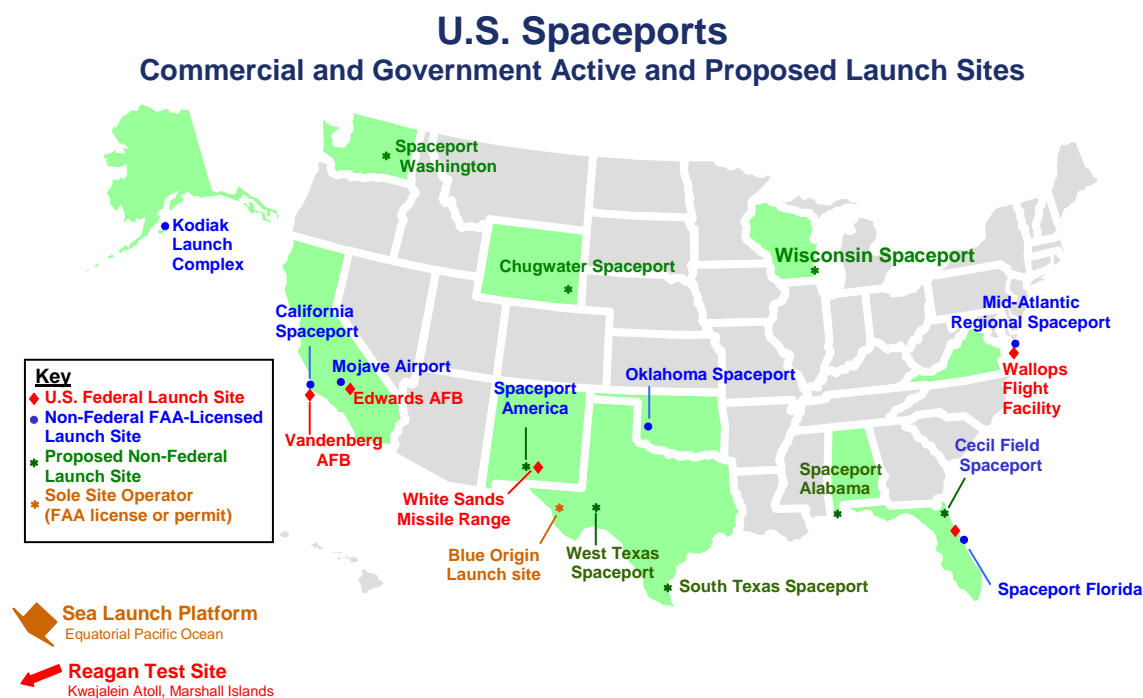 U.S. Spaceports
Commercial and Government Active and Proposed Launch Sites
Spaceport
Washington
Kodiak
Launch
Complex
Chugwater Spaceport
Wisconsin Spaceport
California
Spaceport
Mojave Airport
Edwards AFB
Vandenberg
AFB
Spaceport
America
Oklahoma Spaceport
Mid-Atlantic
Regional Spaceport
Wallops
Flight
Facility
Key
U.S. Federal Launch Site
Non-Federal FAA-Licensed
Launch Site
Proposed Non-Federal
Launch Site
Sole Site Operator
(FAA license or permit)
White Sands
Missile Range
Blue Origin
Launch site
West Texas
Spaceport
South Texas Spaceport
Spaceport
Alabama
Cecil Field
Spaceport
Spaceport Florida
Sea Launch Platform
Equatorial Pacific Ocean
Reagan Test Site
Kwajalein Atoll, Marshall Islands